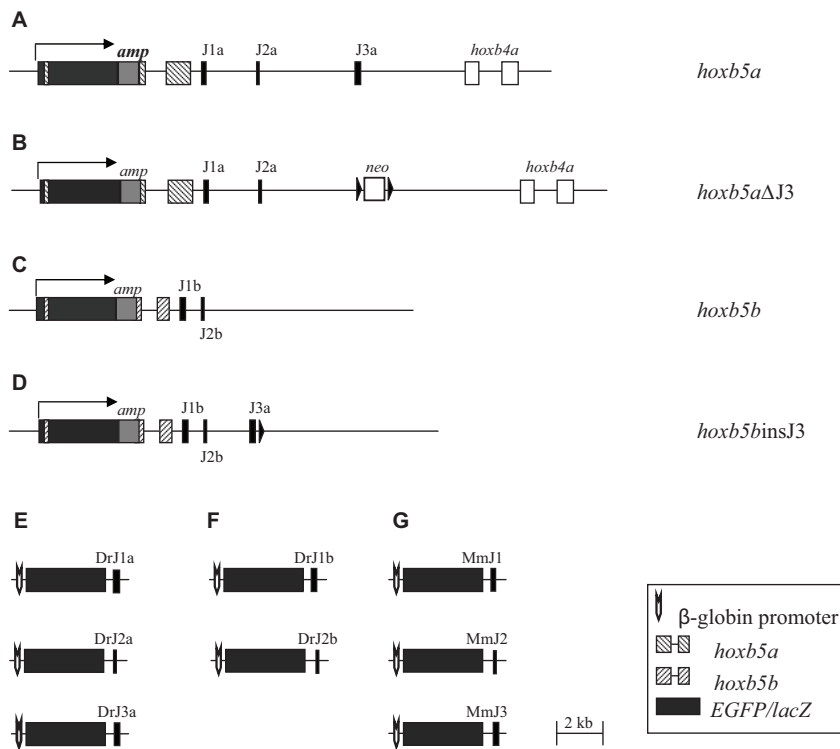 A
amp J1a J2a J3a hoxb4a
hoxb5a
B
amp J1a J2a neo hoxb4a
hoxb5aΔJ3
C
amp J1b
J2b
hoxb5b
D
amp J1b J3a
J2b
hoxb5binsJ3
E F G
DrJ1a DrJ1b MmJ1
DrJ2a DrJ2b MmJ2
DrJ3a MmJ3
2 kb
β-globin promoter
hoxb5a
hoxb5b
EGFP/lacZ